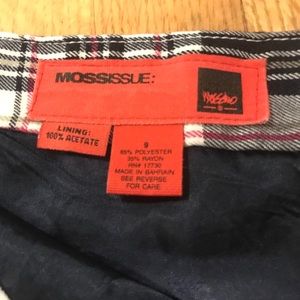 MOSSISSUE:
Mossimo
LINING:
100% ACETATE
9
65% POLYESTER
35% RAYON
RN# 17730
MADE IN BAHRAIN
SEE REVERSE
FOR CARE